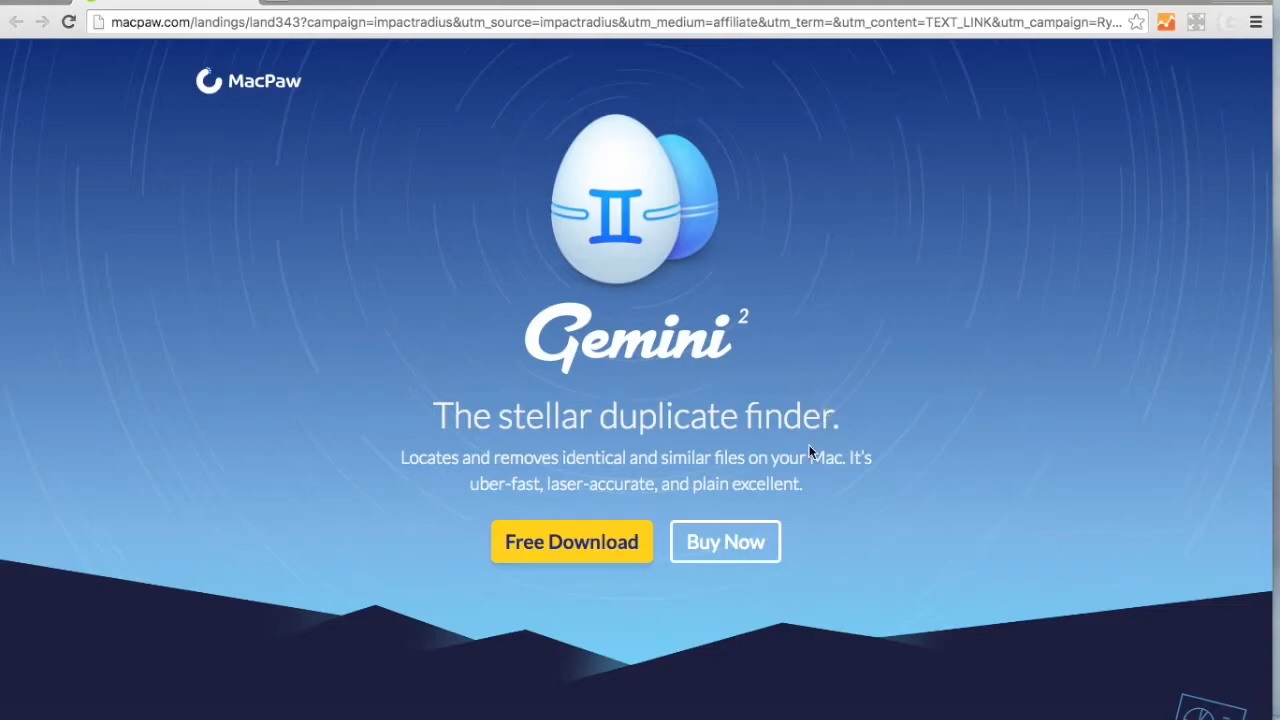 macpaw.com/landings/land343?campaign=impactradius&utm_source=impactradius&utm_medium=affiliate&utm_term=&utm_content=TEXT_LINK&utm_campaign=Ry...
MacPaw
II
Gemini 2
The stellar duplicate finder.
Locates and removes identical and similar files on your Mac. It's
uber-fast, laser-accurate, and plain excellent.
Free Download
Buy Now